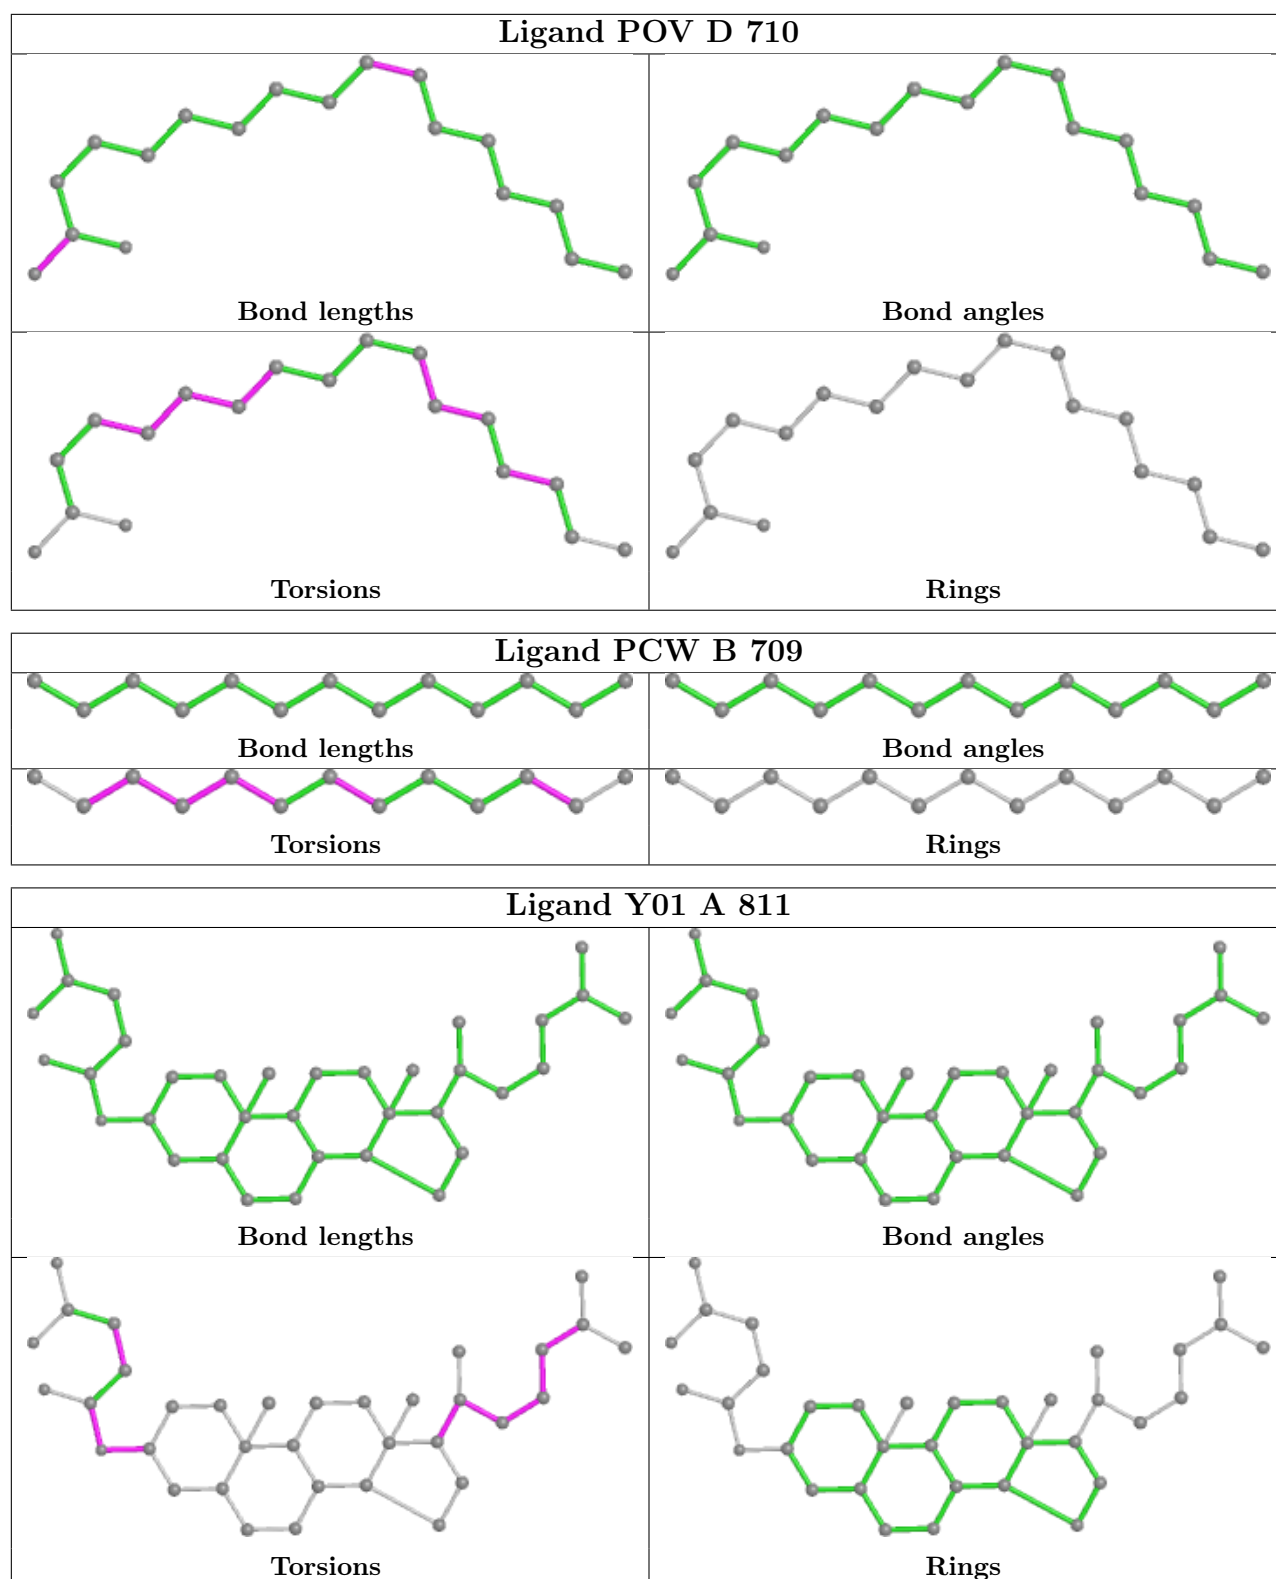 Ligand POV D 710
Bond lengths
Bond angles
Torsions
Rings
Ligand PCW B 709
Bond lengths
Bond angles
Torsions
Rings
Ligand Y01 A 811
Bond lengths
Bond angles
Torsions
Rings